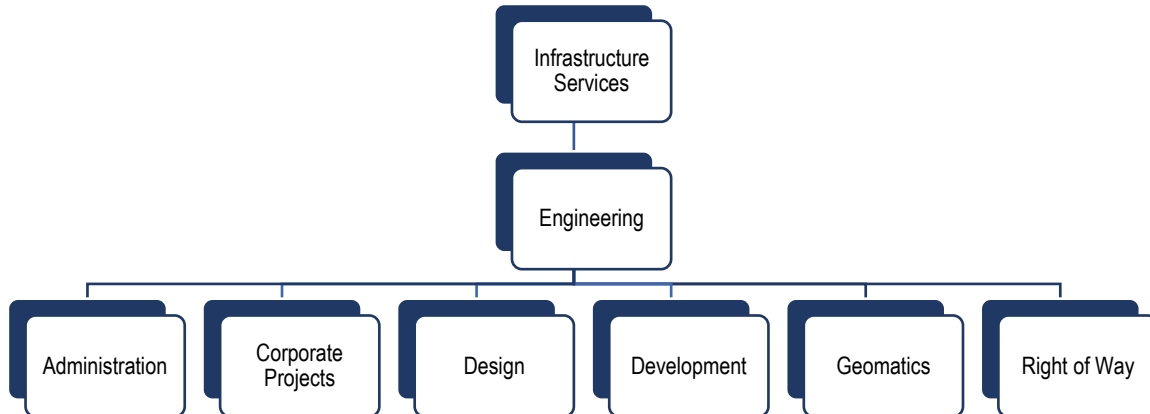 Infrastructure
Services
Engineering
Administration
Corporate
Projects
Design
Development
Geomatics
Right of Way